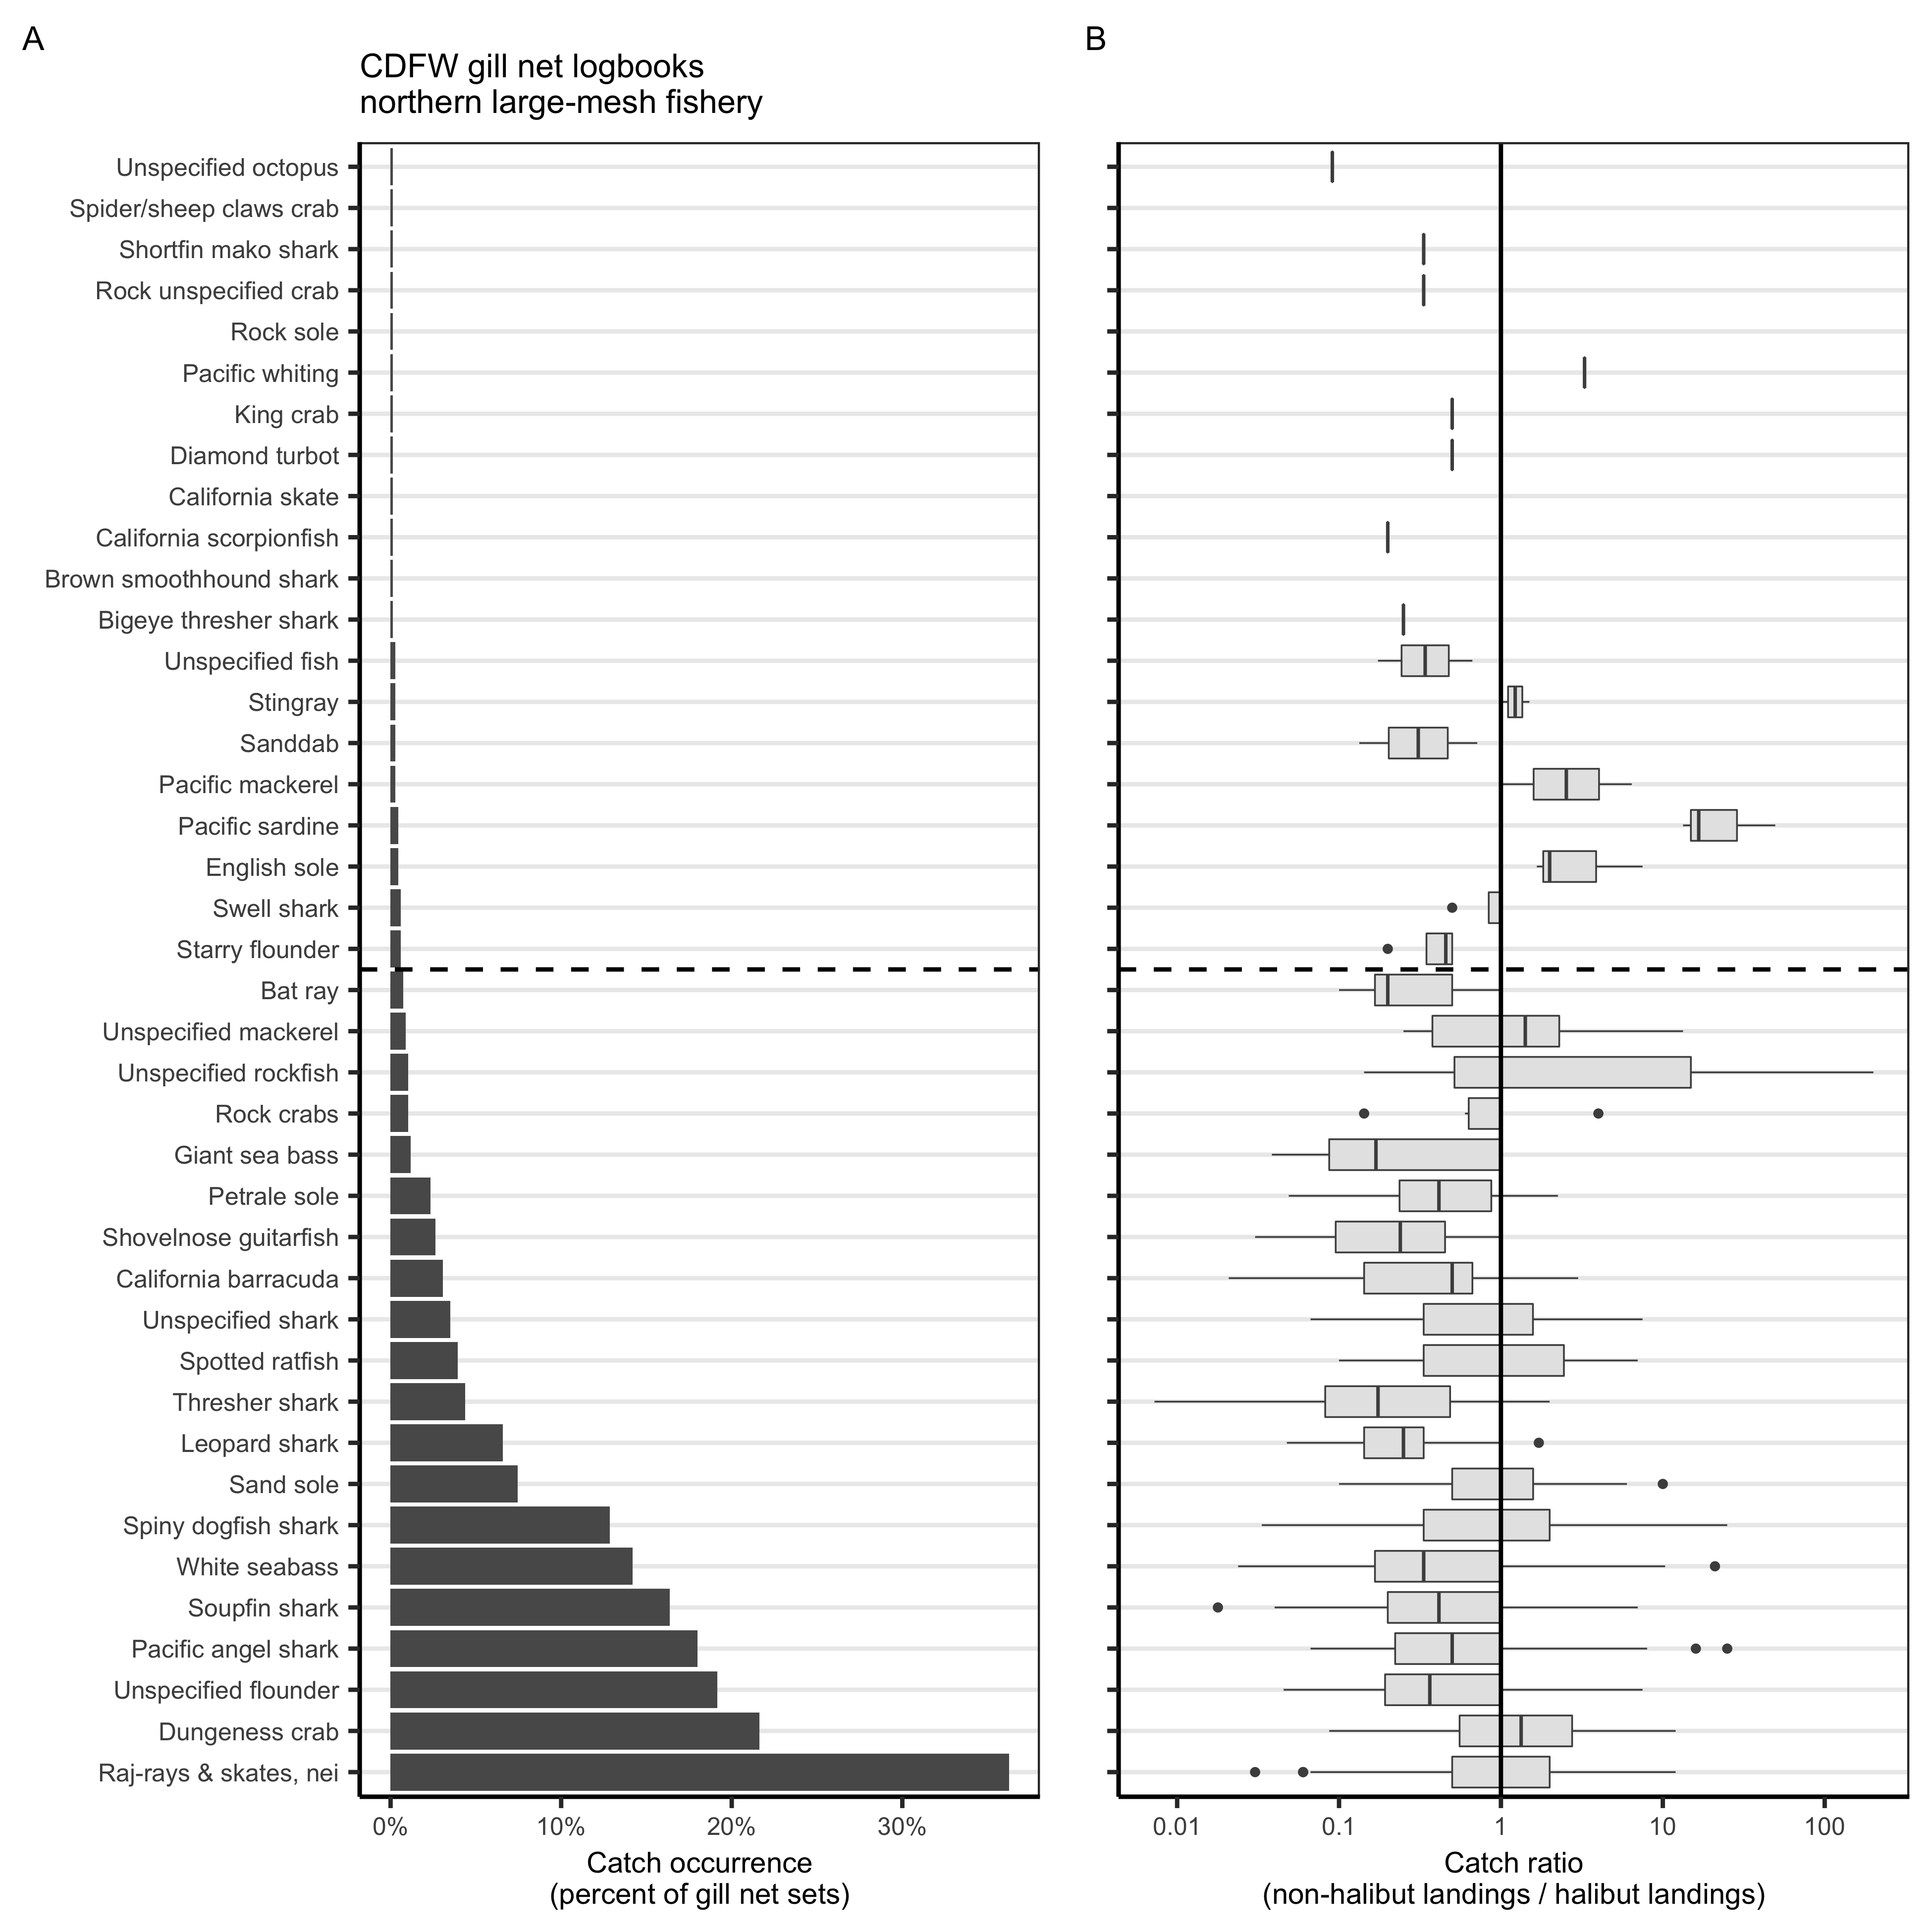 A
B
CDFW gill net logbooks
northern large-mesh fishery
Unspecified octopus
Spider/sheep claws crab
Shortfin mako shark
Rock unspecified crab
Rock sole
Pacific whiting
King crab
Diamond turbot
California skate
California scorpionfish
Brown smoothhound shark
Bigeye thresher shark
Unspecified fish
Stingray
Sanddab
Pacific mackerel
Pacific sardine
English sole
Swell shark
Starry flounder
Bat ray
Unspecified mackerel
Unspecified rockfish
Rock crabs
Giant sea bass
Petrale sole
Shovelnose guitarfish
California barracuda
Unspecified shark
Spotted ratfish
Thresher shark
Leopard shark
Sand sole
Spiny dogfish shark
White seabass
Soupfin shark
Pacific angel shark
Unspecified flounder
Dungeness crab
Raj-rays & skates, nei
0% 10% 20% 30%
Catch occurrence
(percent of gill net sets)
0.01 0.1 1 10 100
Catch ratio
(non-halibut landings / halibut landings)